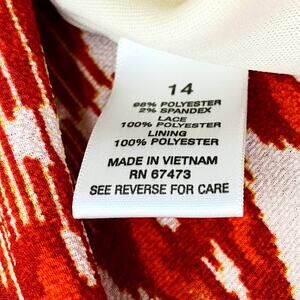 14
98% POLYESTER
2% SPANDEX
LACE
100% POLYESTER
LINING
100% POLYESTER
MADE IN VIETNAM
RN 67473
SEE REVERSE FOR CARE